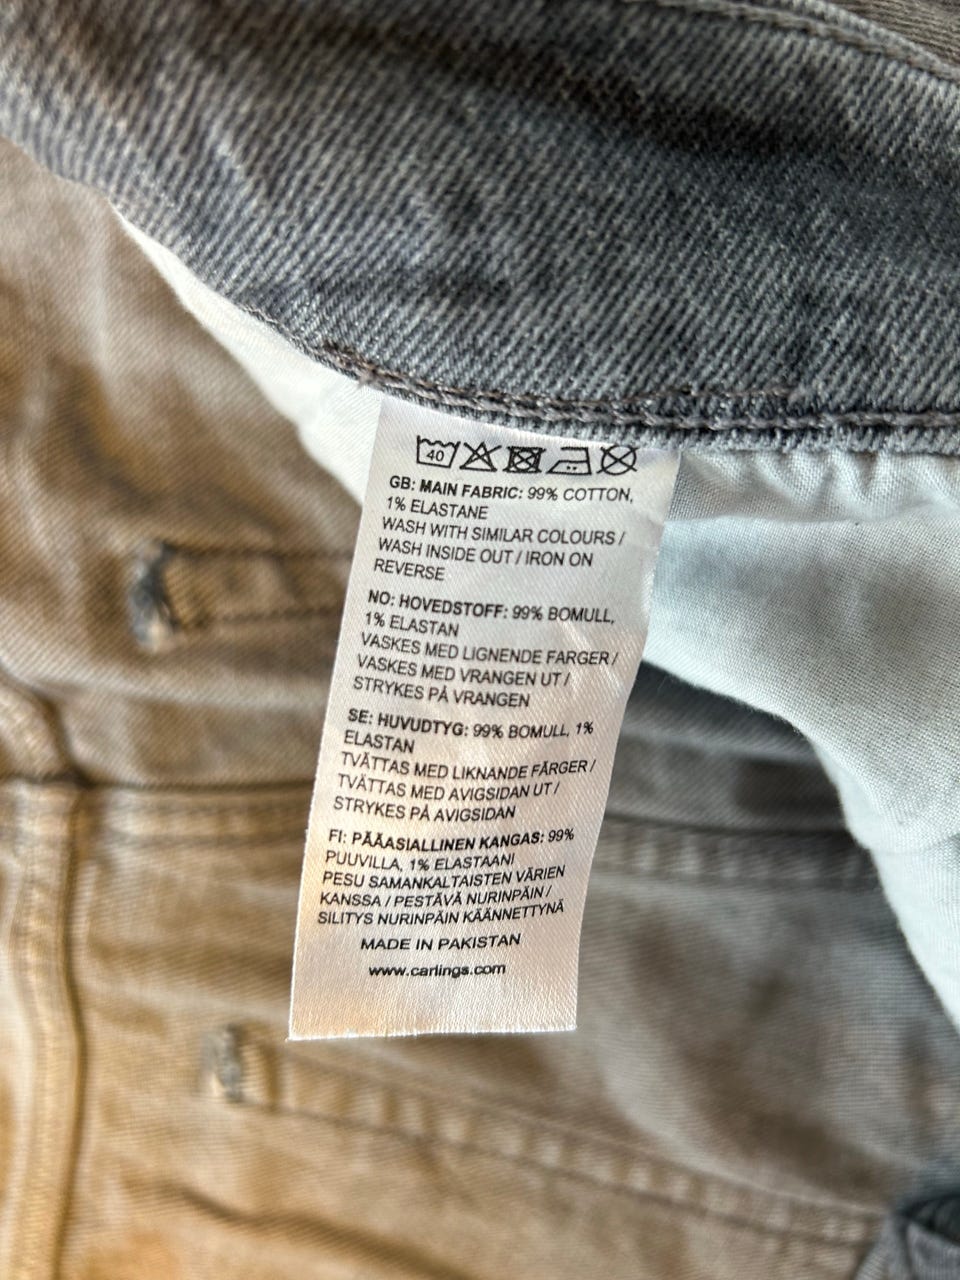 40
GB: MAIN FABRIC: 99% COTTON,
1% ELASTANE
WASH WITH SIMILAR COLOURS /
WASH INSIDE OUT / IRON ON
REVERSE
NO: HOVEDSTOFF: 99% BOMULL,
1% ELASTAN
VASKES MED LIGNENDE FARGER /
VASKES MED VRANGEN UT /
STRYKES PÅ VRANGEN
SE: HUVUDTYG: 99% BOMULL, 1%
ELASTAN
TVÄTTAS MED LIKNANDE FÄRGER /
TVÄTTAS MED AVIGSIDAN UT /
STRYKES PÅ AVIGSIDAN
FI: PÄÄASIALLINEN KANGAS: 99%
PUUVILLA, 1% ELASTAANI
PESU SAMANKALTAISTEN VÄRIEN
KANSSA / PESTÄVÄ NURINPÄIN /
SILITYS NURINPÄIN KÄÄNNETTYNÄ
MADE IN PAKISTAN
www.carlings.com